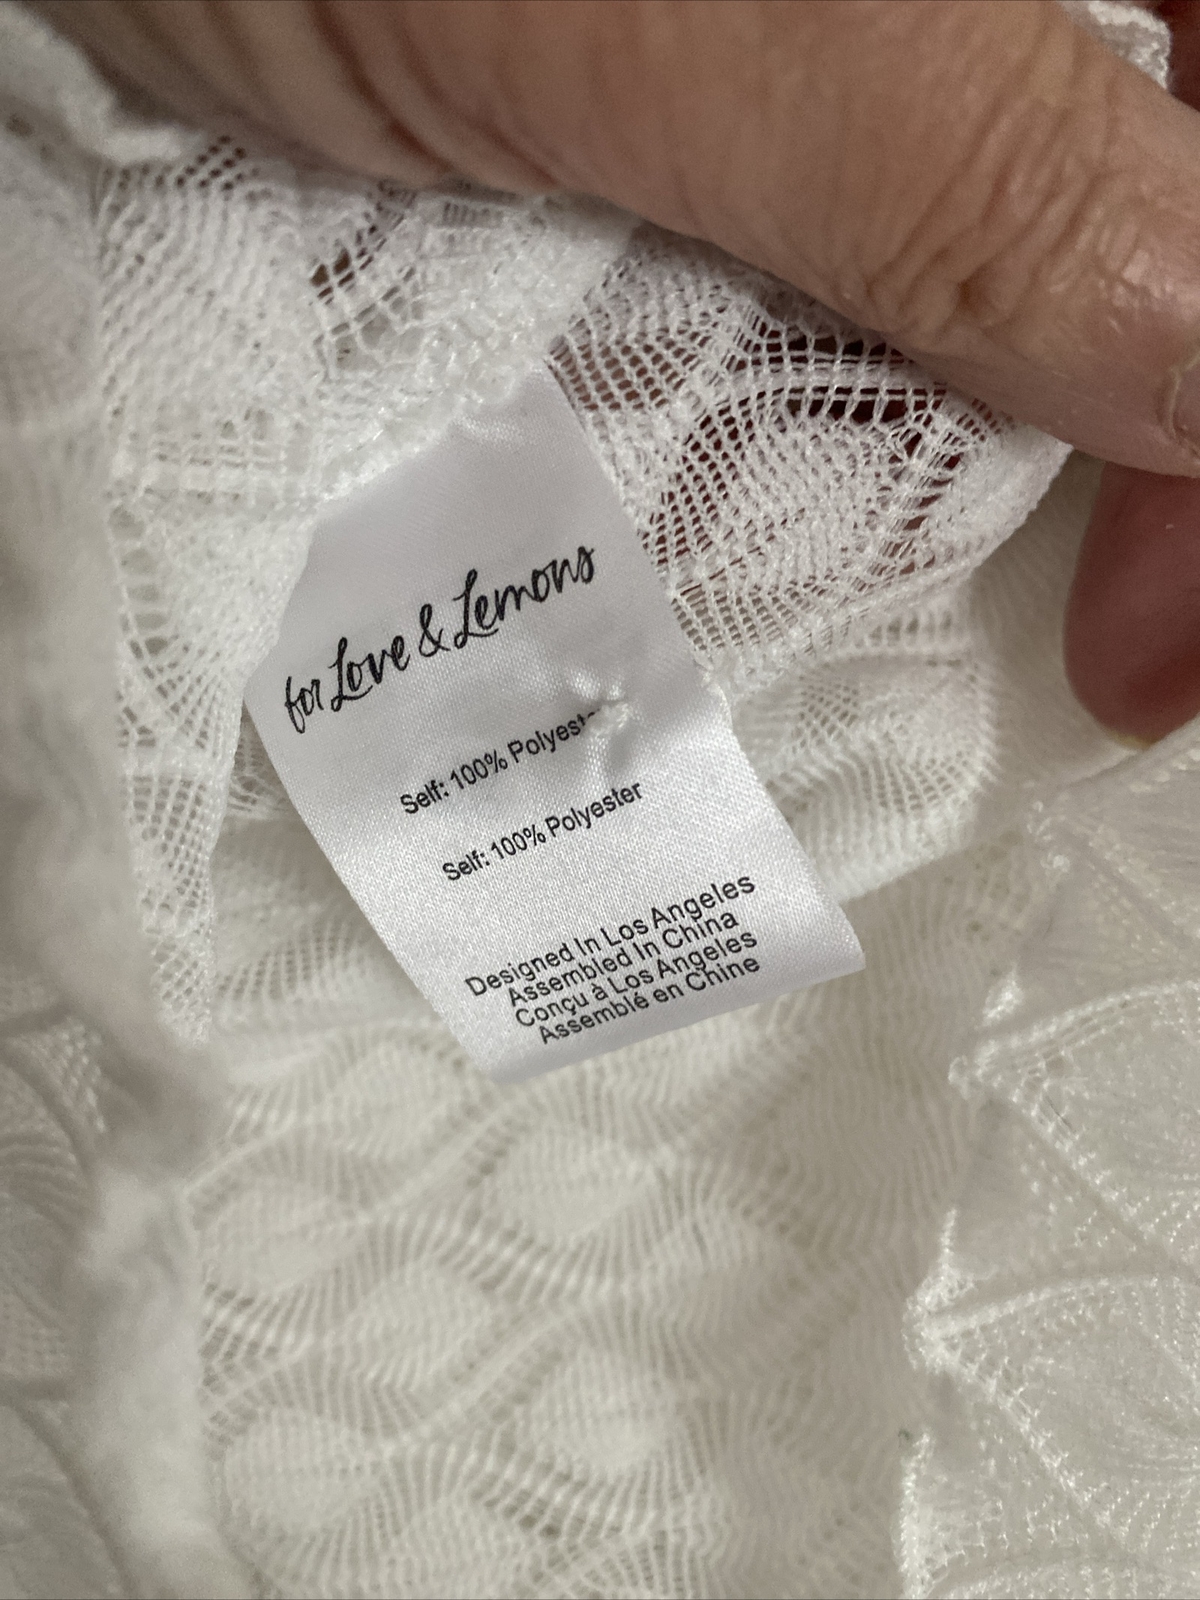 for Love & Lemons
Self: 100% Polyester
Self: 100% Polyester
Designed In Los Angeles
Assembled In China
Conçu à Los Angeles
Assemblé en Chine